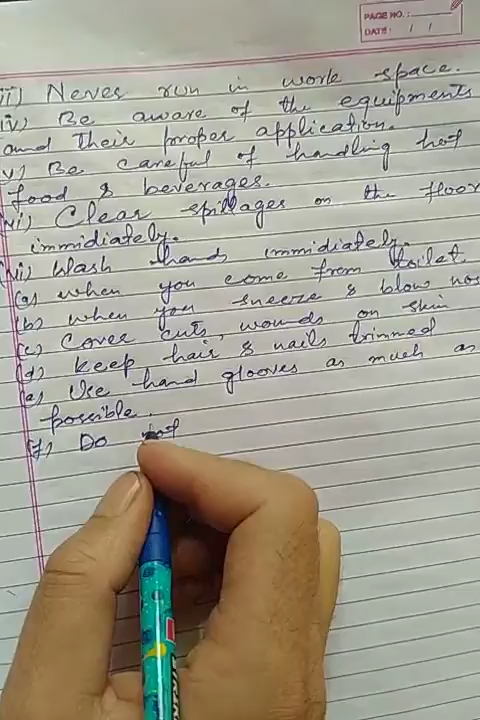 PAGE NO.:
DATE: / /
iii) Never run in work space.
iv) Be aware of the equipments
and their proper application.
v) Be careful of handling hot
food & beverages.
vi) Clear spillages on the floor
immidiately.
(vii) Wash hands immidiately.
(a) when you come from toilet
(b) when you sneeze & blow nos
(c) Cover cuts, wounds on skin
(d) Keep hair & nails trimmed
(e) Use hand glooves as much as
possible.
(f) Do not